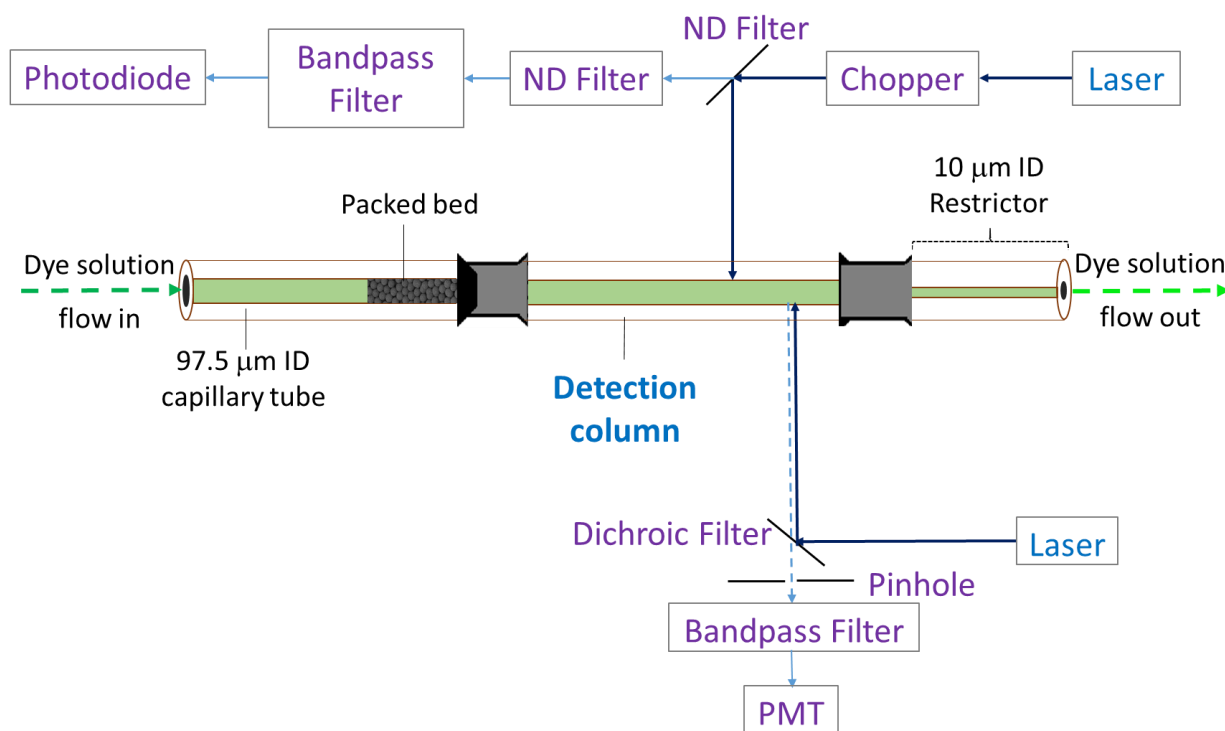 ND Filter
Photodiode
Bandpass
Filter
ND Filter
Chopper
Laser
10 μm ID
Restrictor
Packed bed
Dye solution
flow in
Dye solution
flow out
97.5 μm ID
capillary tube
Detection
column
Dichroic Filter
Laser
Pinhole
Bandpass Filter
PMT